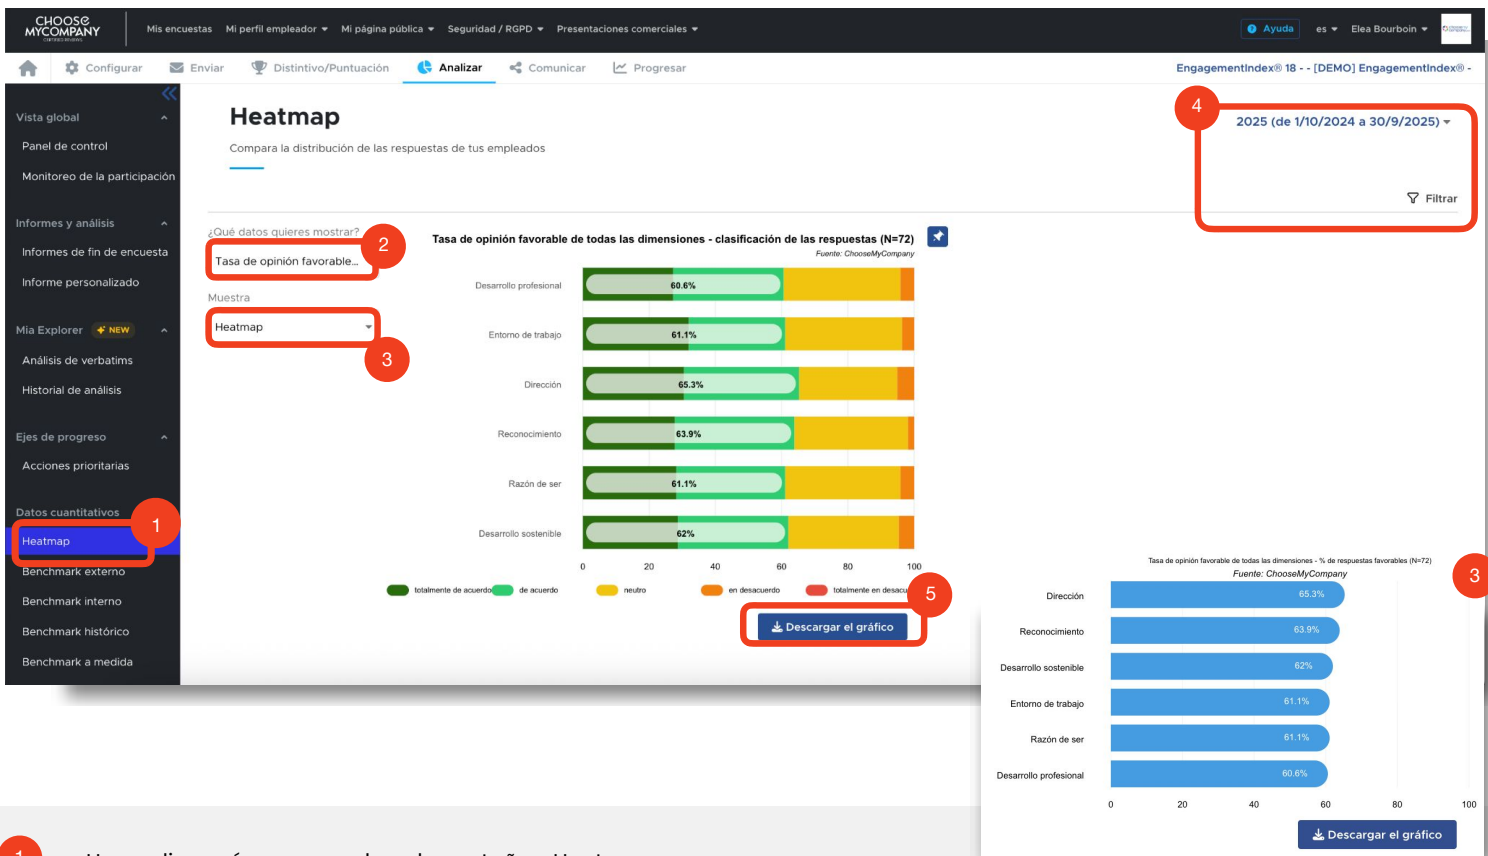 CHOOSE
MYCOMPANY
CERTIFIED REVIEWS
Mis encuestas
Mi perfil empleador
Mi página pública
Seguridad / RGPD
Presentaciones comerciales
Ayuda
es
Elea Bourboin
Configurar
Enviar
Distintivo/Puntuación
Analizar
Comunicar
Progresar
EngagementIndex® 18 - - [DEMO] EngagementIndex® -
Vista global
Panel de control
Monitoreo de la participación
Informes y análisis
Informes de fin de encuesta
Informe personalizado
Mia Explorer NEW
Análisis de verbatims
Historial de análisis
Ejes de progreso
Acciones prioritarias
Datos cuantitativos
1
Heatmap
Benchmark externo
Benchmark interno
Benchmark histórico
Benchmark a medida
Heatmap
Compara la distribución de las respuestas de tus empleados
4
2025 (de 1/10/2024 a 30/9/2025)
Filtrar
¿Qué datos quieres mostrar?
2
Tasa de opinión favorable...
Muestra
Heatmap
3
Tasa de opinión favorable de todas las dimensiones - clasificación de las respuestas (N=72)
Fuente: ChooseMyCompany
Desarrollo profesional 60.6%
Entorno de trabajo 61.1%
Dirección 65.3%
Reconocimiento 63.9%
Razón de ser 61.1%
Desarrollo sostenible 62%
0 20 40 60 80 100
totalmente de acuerdo de acuerdo neutro en desacuerdo totalmente en desacu
5
Descargar el gráfico
Tasa de opinión favorable de todas las dimensiones - % de respuestas favorables (N=72)
Fuente: ChooseMyCompany
3
Dirección 65.3%
Reconocimiento 63.9%
Desarrollo sostenible 62%
Entorno de trabajo 61.1%
Razón de ser 61.1%
Desarrollo profesional 60.6%
0 20 40 60 80 100
Descargar el gráfico
1